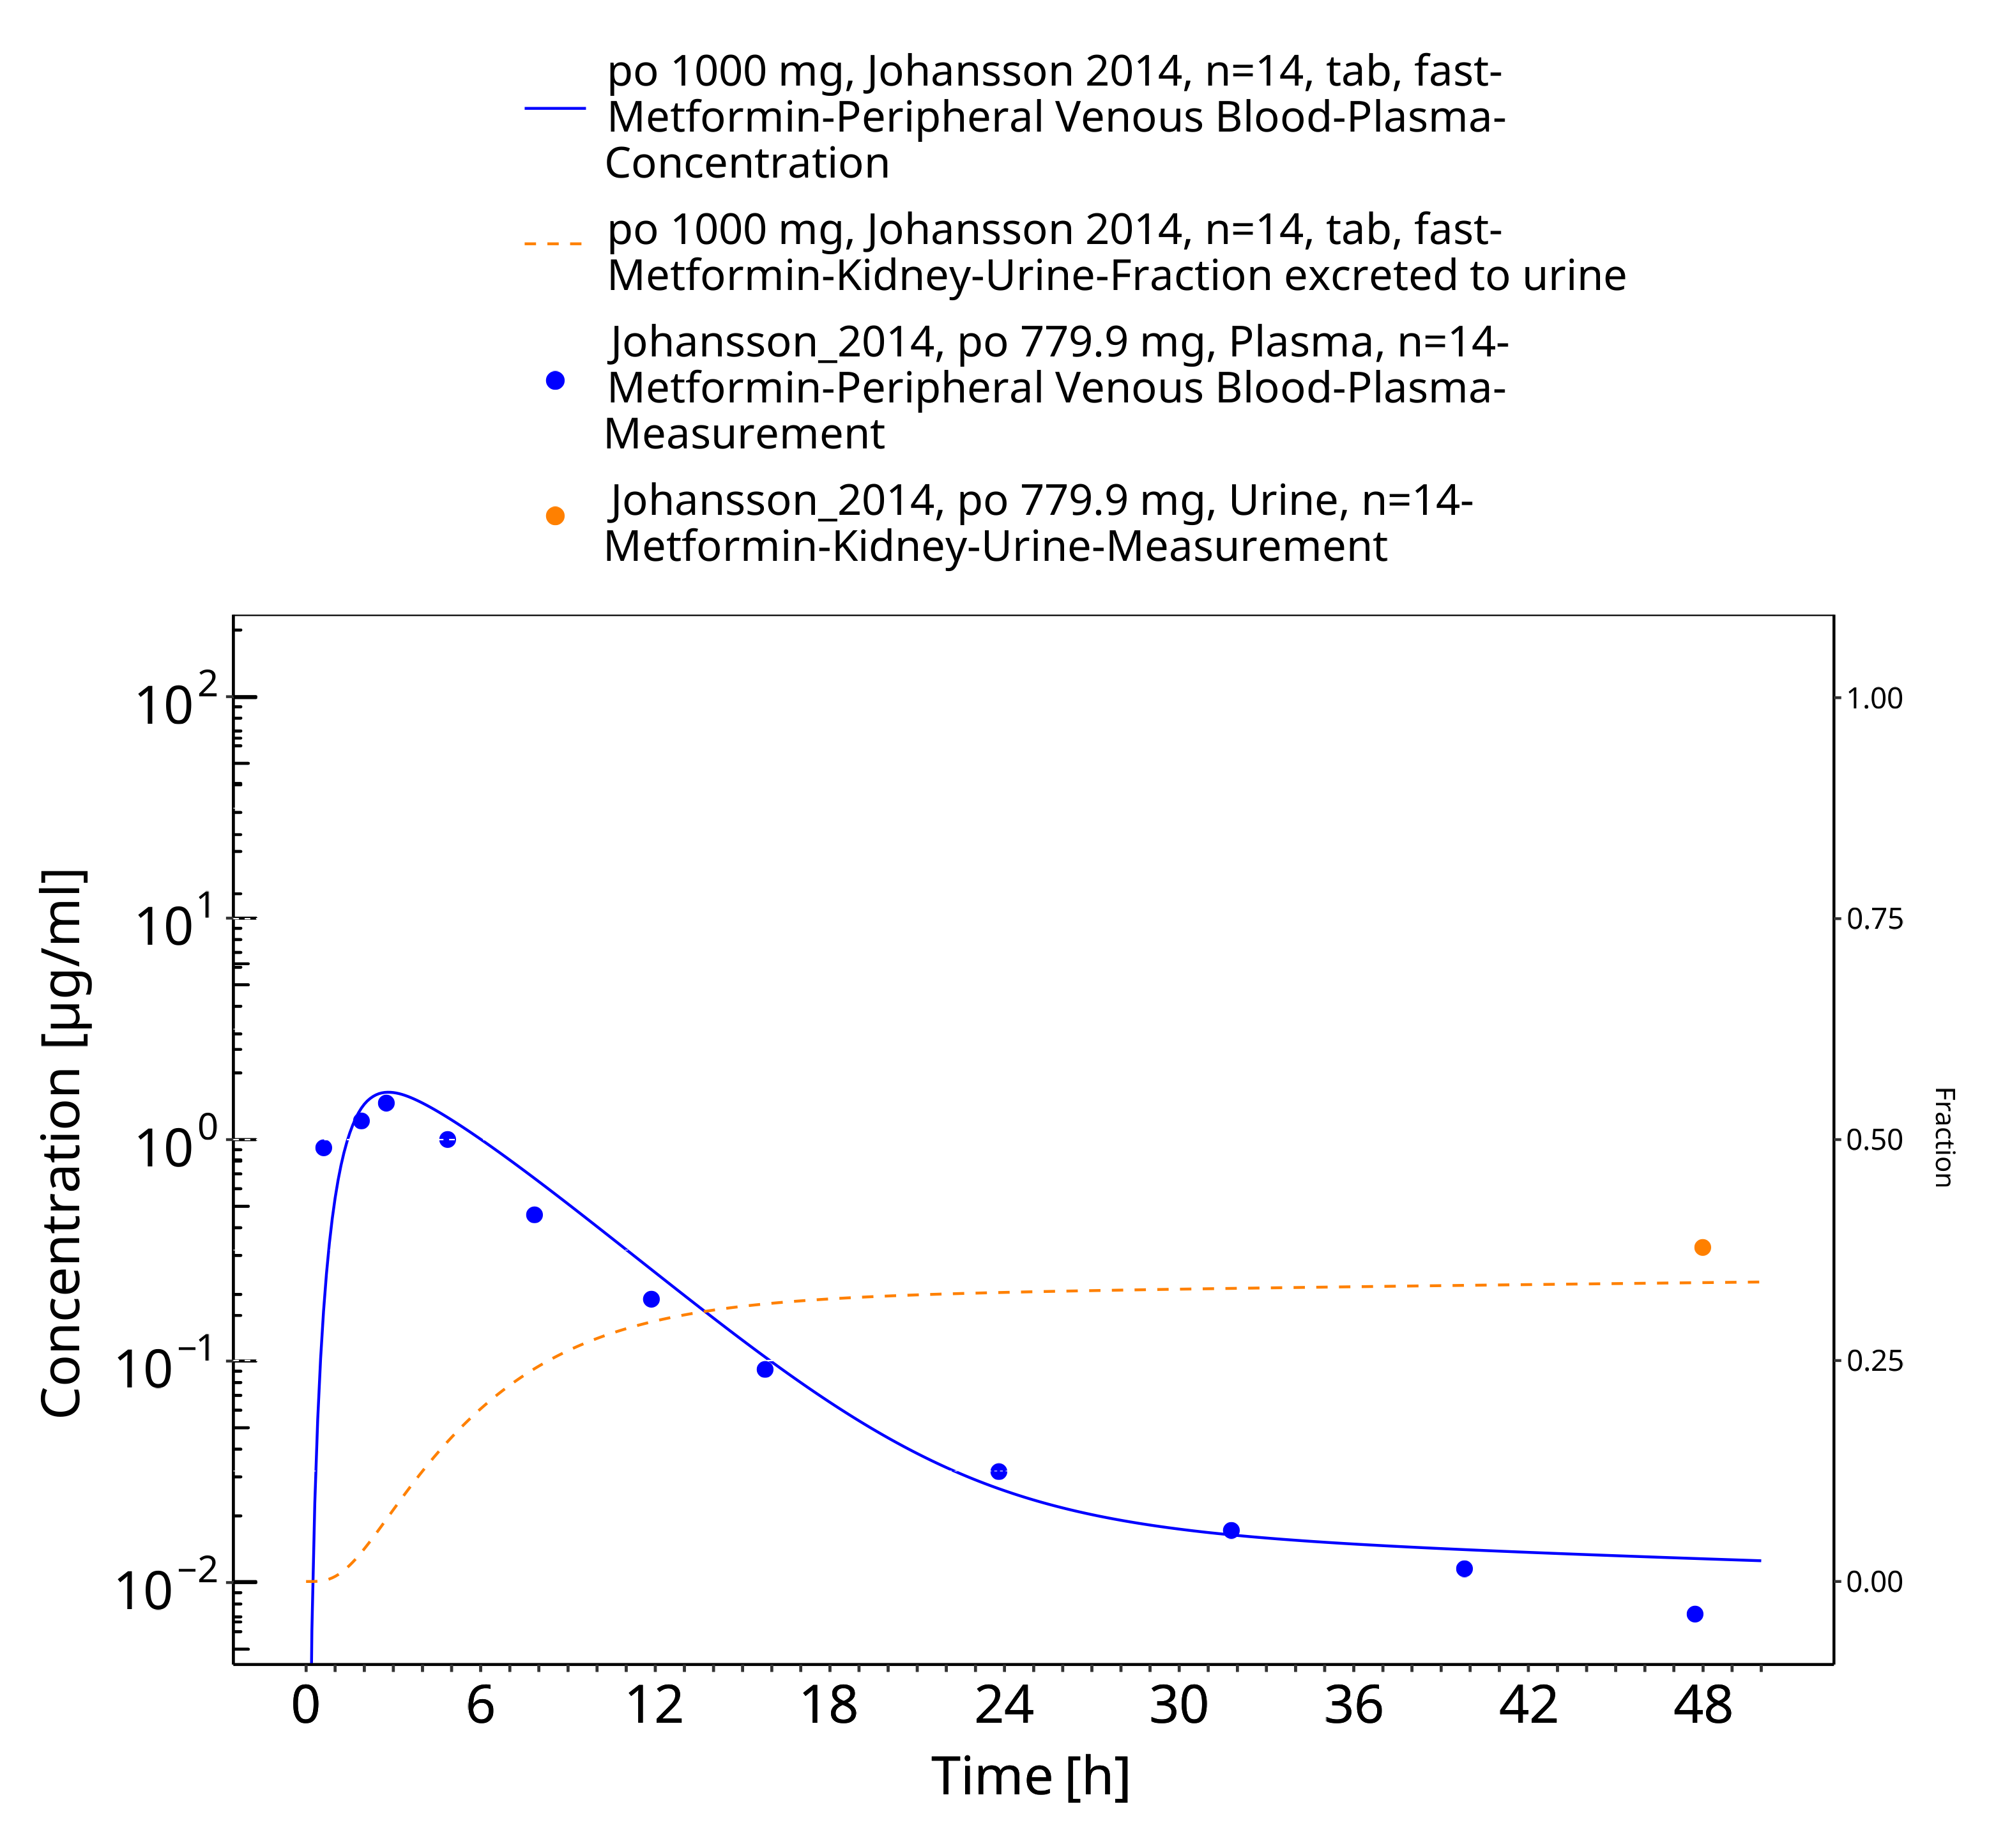 po 1000 mg, Johansson 2014, n=14, tab, fast-
Metformin-Peripheral Venous Blood-Plasma-
Concentration
po 1000 mg, Johansson 2014, n=14, tab, fast-
Metformin-Kidney-Urine-Fraction excreted to urine
Johansson_2014, po 779.9 mg, Plasma, n=14-
Metformin-Peripheral Venous Blood-Plasma-
Measurement
Johansson_2014, po 779.9 mg, Urine, n=14-
Metformin-Kidney-Urine-Measurement
Concentration [µg/ml]
10²
10¹
10⁰
10⁻¹
10⁻²
1.00
0.75
0.50
0.25
0.00
Fraction
0 6 12 18 24 30 36 42 48
Time [h]